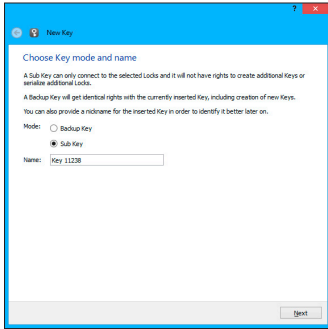 ?
New Key
Choose Key mode and name
A Sub Key can only connect to the selected Locks and it will not have rights to create additional Keys or
serialize additional Locks.
A Backup Key will get identical rights with the currently inserted Key, including creation of new Keys.
You can also provide a nickname for the inserted Key in order to identify it better later on.
Mode: Backup Key
Sub Key
Name: Key 11238
Next